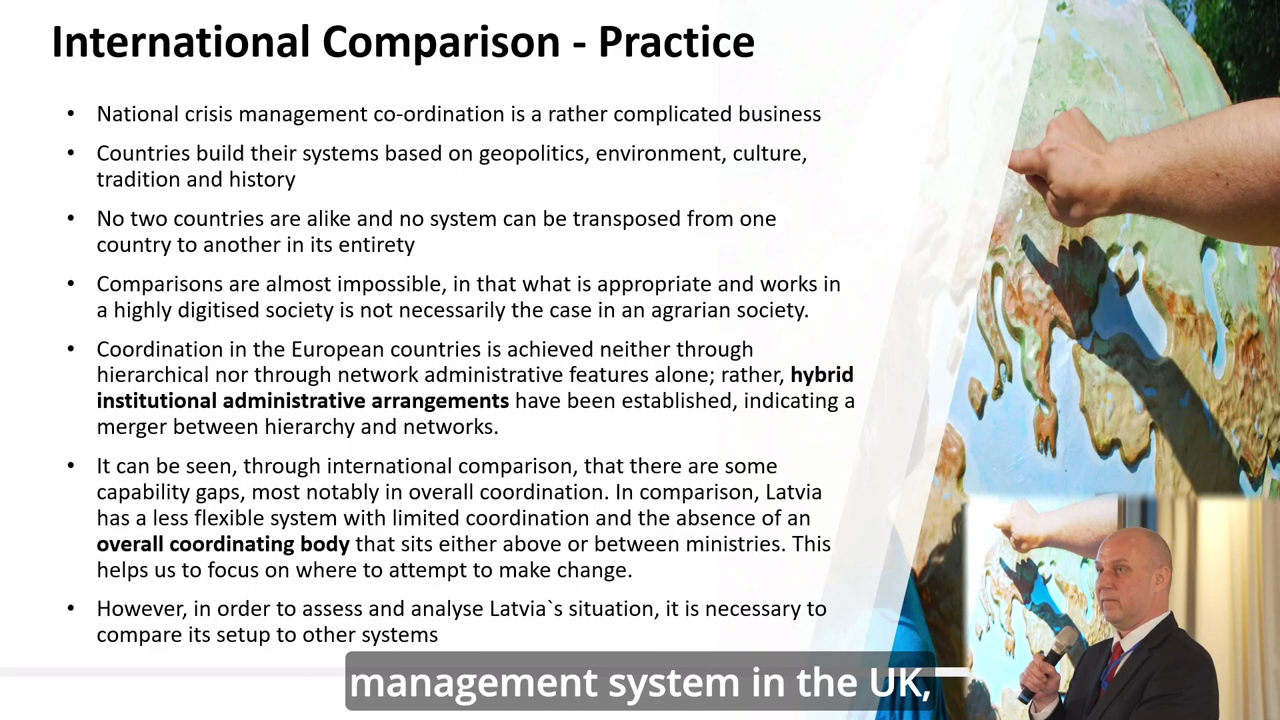 International Comparison - Practice
• National crisis management co-ordination is a rather complicated business
• Countries build their systems based on geopolitics, environment, culture,
tradition and history
• No two countries are alike and no system can be transposed from one
country to another in its entirety
• Comparisons are almost impossible, in that what is appropriate and works in
a highly digitised society is not necessarily the case in an agrarian society.
• Coordination in the European countries is achieved neither through
hierarchical nor through network administrative features alone; rather, hybrid
institutional administrative arrangements have been established, indicating a
merger between hierarchy and networks.
• It can be seen, through international comparison, that there are some
capability gaps, most notably in overall coordination. In comparison, Latvia
has a less flexible system with limited coordination and the absence of an
overall coordinating body that sits either above or between ministries. This
helps us to focus on where to attempt to make change.
• However, in order to assess and analyse Latvia`s situation, it is necessary to
compare its setup to other systems
management system in the UK,